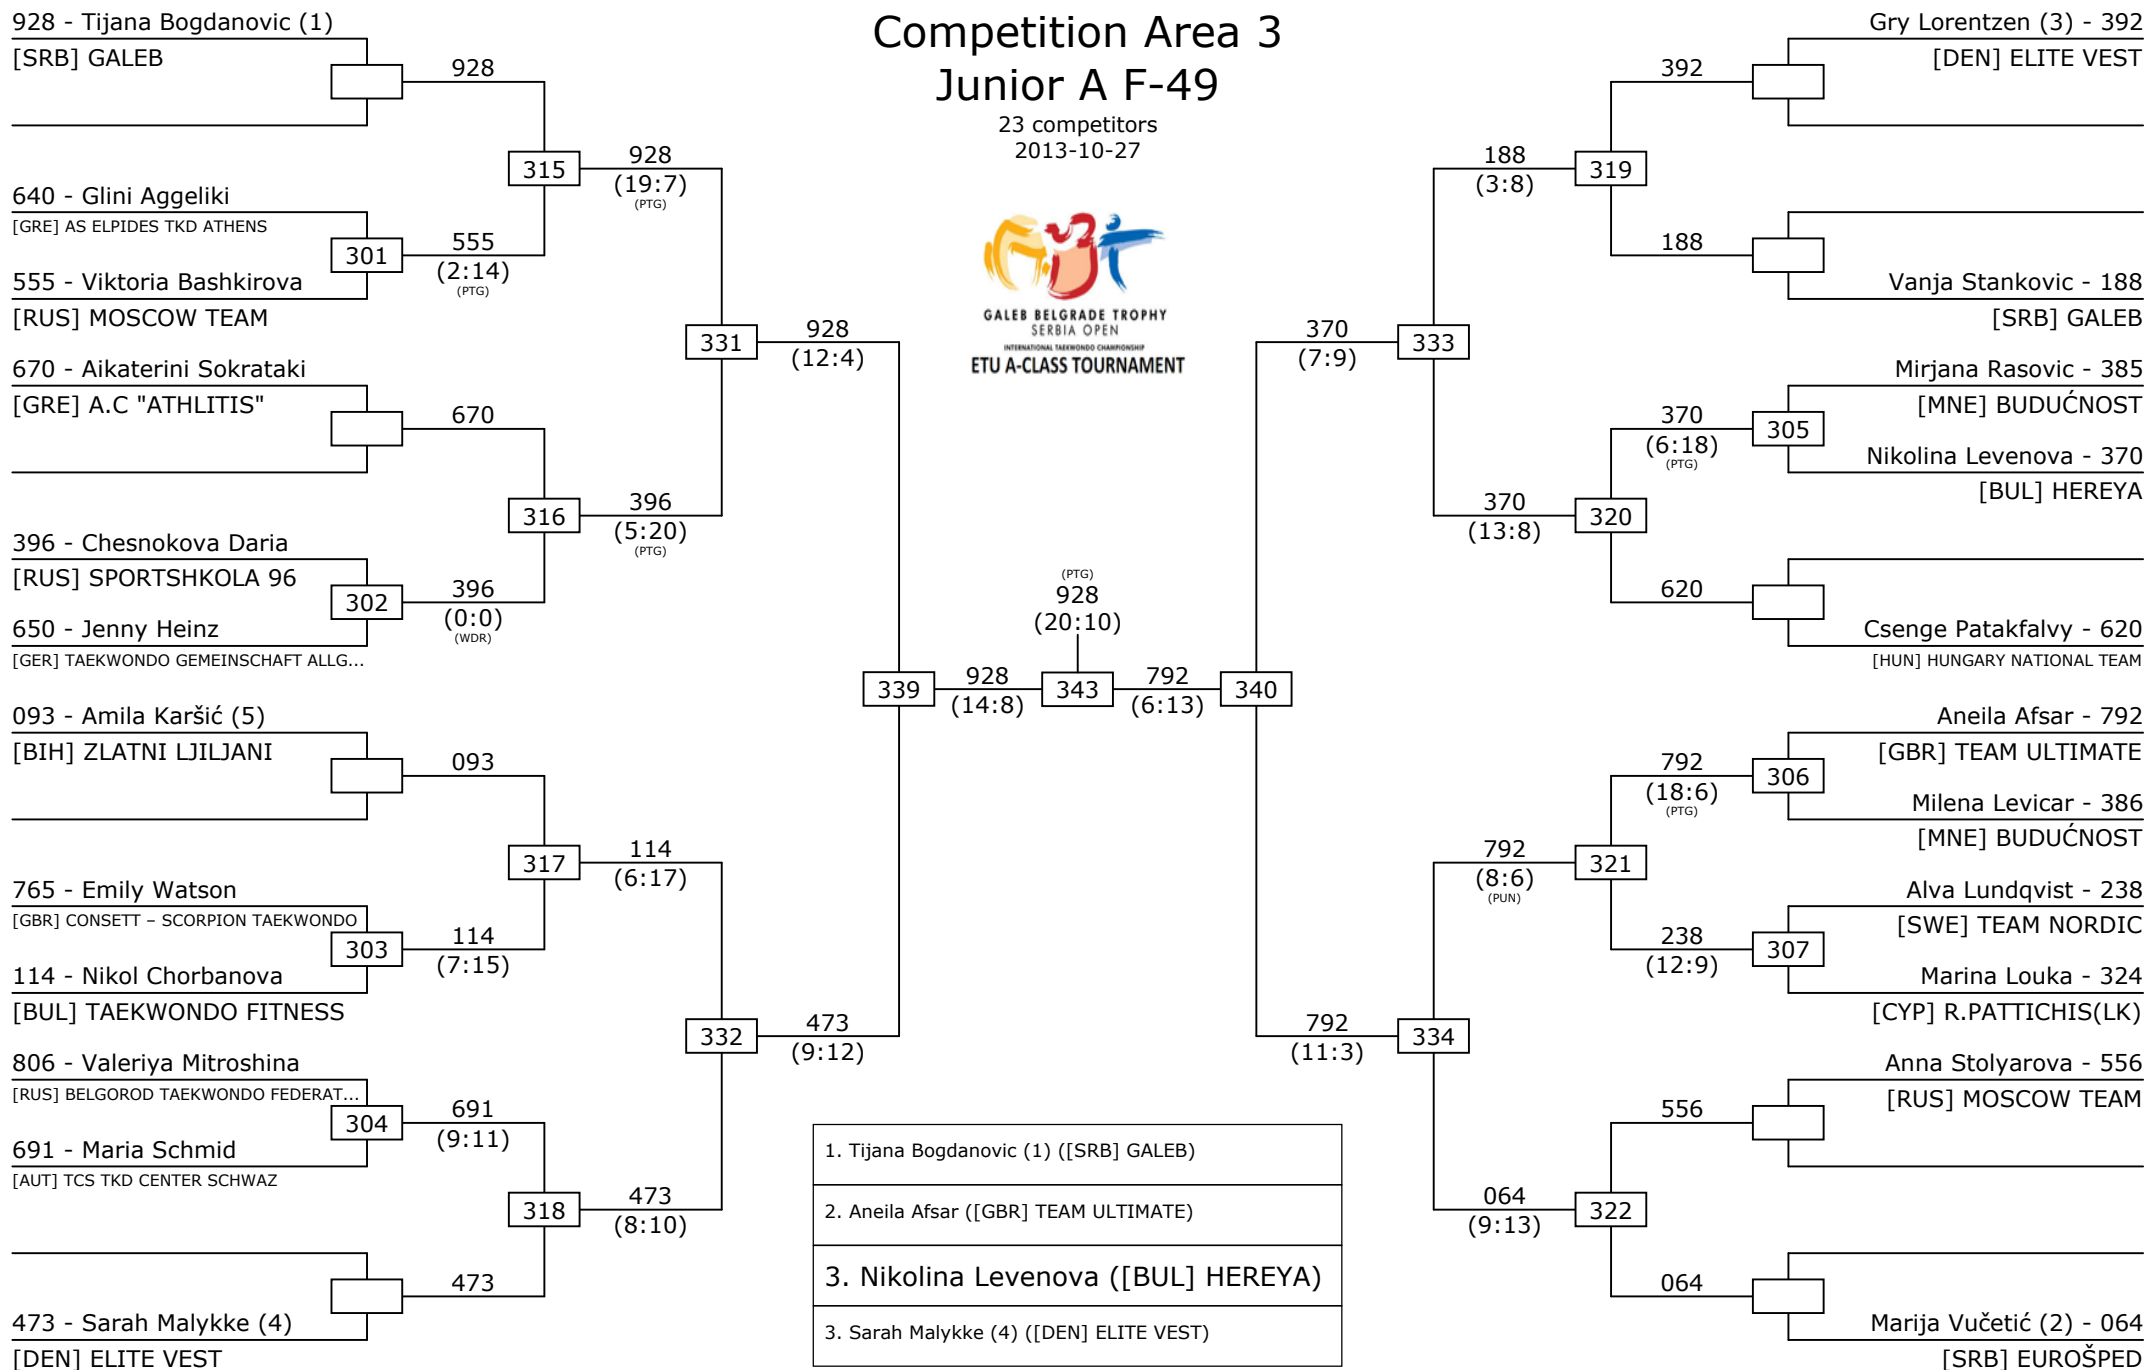 Competition Area 3
Junior A F-49
23 competitors
2013-10-27
GALEB BELGRADE TROPHY
SERBIA OPEN
INTERNATIONAL TAEKWONDO CHAMPIONSHIP
ETU A-CLASS TOURNAMENT
928 - Tijana Bogdanovic (1)
[SRB] GALEB
640 - Glini Aggeliki
[GRE] AS ELPIDES TKD ATHENS
555 - Viktoria Bashkirova
[RUS] MOSCOW TEAM
670 - Aikaterini Sokrataki
[GRE] A.C "ATHLITIS"
396 - Chesnokova Daria
[RUS] SPORTSHKOLA 96
650 - Jenny Heinz
[GER] TAEKWONDO GEMEINSCHAFT ALLG...
093 - Amila Karšić (5)
[BIH] ZLATNI LJILJANI
765 - Emily Watson
[GBR] CONSETT – SCORPION TAEKWONDO
114 - Nikol Chorbanova
[BUL] TAEKWONDO FITNESS
806 - Valeriya Mitroshina
[RUS] BELGOROD TAEKWONDO FEDERAT...
691 - Maria Schmid
[AUT] TCS TKD CENTER SCHWAZ
473 - Sarah Malykke (4)
[DEN] ELITE VEST
301
302
303
304
928
555
(2:14)
(PTG)
670
396
(0:0)
(WDR)
093
114
(7:15)
691
(9:11)
473
315
316
317
318
928
(19:7)
(PTG)
396
(5:20)
(PTG)
114
(6:17)
473
(8:10)
331
332
928
(12:4)
473
(9:12)
339
928
(14:8)
(PTG)
928
(20:10)
343
792
(6:13)
340
370
(7:9)
792
(11:3)
333
334
188
(3:8)
370
(13:8)
792
(8:6)
(PUN)
064
(9:13)
319
320
321
322
392
188
370
(6:18)
(PTG)
620
792
(18:6)
(PTG)
238
(12:9)
556
064
305
306
307
Gry Lorentzen (3) - 392
[DEN] ELITE VEST
Vanja Stankovic - 188
[SRB] GALEB
Mirjana Rasovic - 385
[MNE] BUDUĆNOST
Nikolina Levenova - 370
[BUL] HEREYA
Csenge Patakfalvy - 620
[HUN] HUNGARY NATIONAL TEAM
Aneila Afsar - 792
[GBR] TEAM ULTIMATE
Milena Levicar - 386
[MNE] BUDUĆNOST
Alva Lundqvist - 238
[SWE] TEAM NORDIC
Marina Louka - 324
[CYP] R.PATTICHIS(LK)
Anna Stolyarova - 556
[RUS] MOSCOW TEAM
Marija Vučetić (2) - 064
[SRB] EUROŠPED
1. Tijana Bogdanovic (1) ([SRB] GALEB)
2. Aneila Afsar ([GBR] TEAM ULTIMATE)
3. Nikolina Levenova ([BUL] HEREYA)
3. Sarah Malykke (4) ([DEN] ELITE VEST)